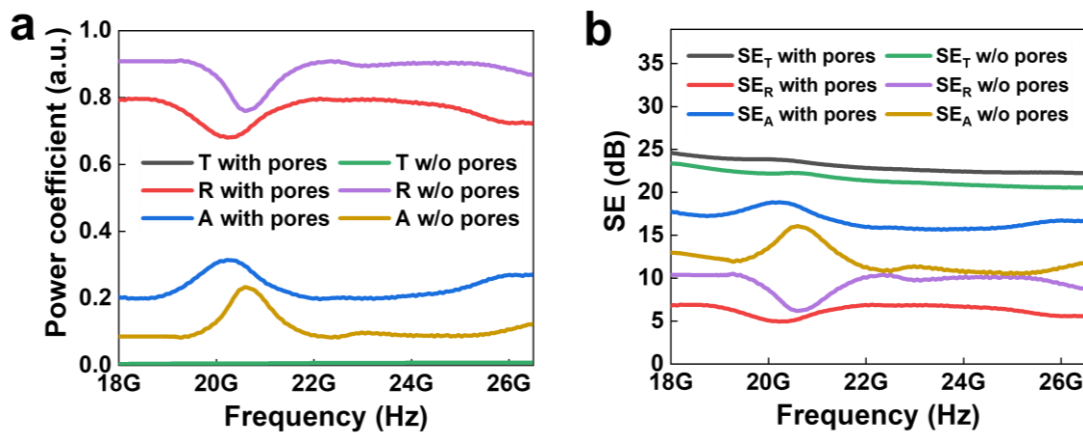 a
Power coefficient (a.u.)
1.0
0.8
0.6
0.4
0.2
0.0
T with pores
R with pores
A with pores
T w/o pores
R w/o pores
A w/o pores
18G 20G 22G 24G 26G
Frequency (Hz)
b
SE (dB)
35
30
25
20
15
10
5
0
SE_T with pores
SE_R with pores
SE_A with pores
SE_T w/o pores
SE_R w/o pores
SE_A w/o pores
18G 20G 22G 24G 26G
Frequency (Hz)